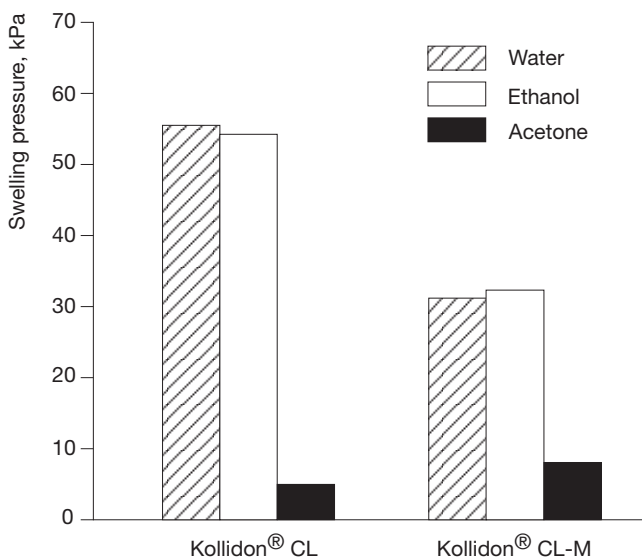 Swelling pressure, kPa
70
60
50
40
30
20
10
0
Water
Ethanol
Acetone
Kollidon® CL
Kollidon® CL-M